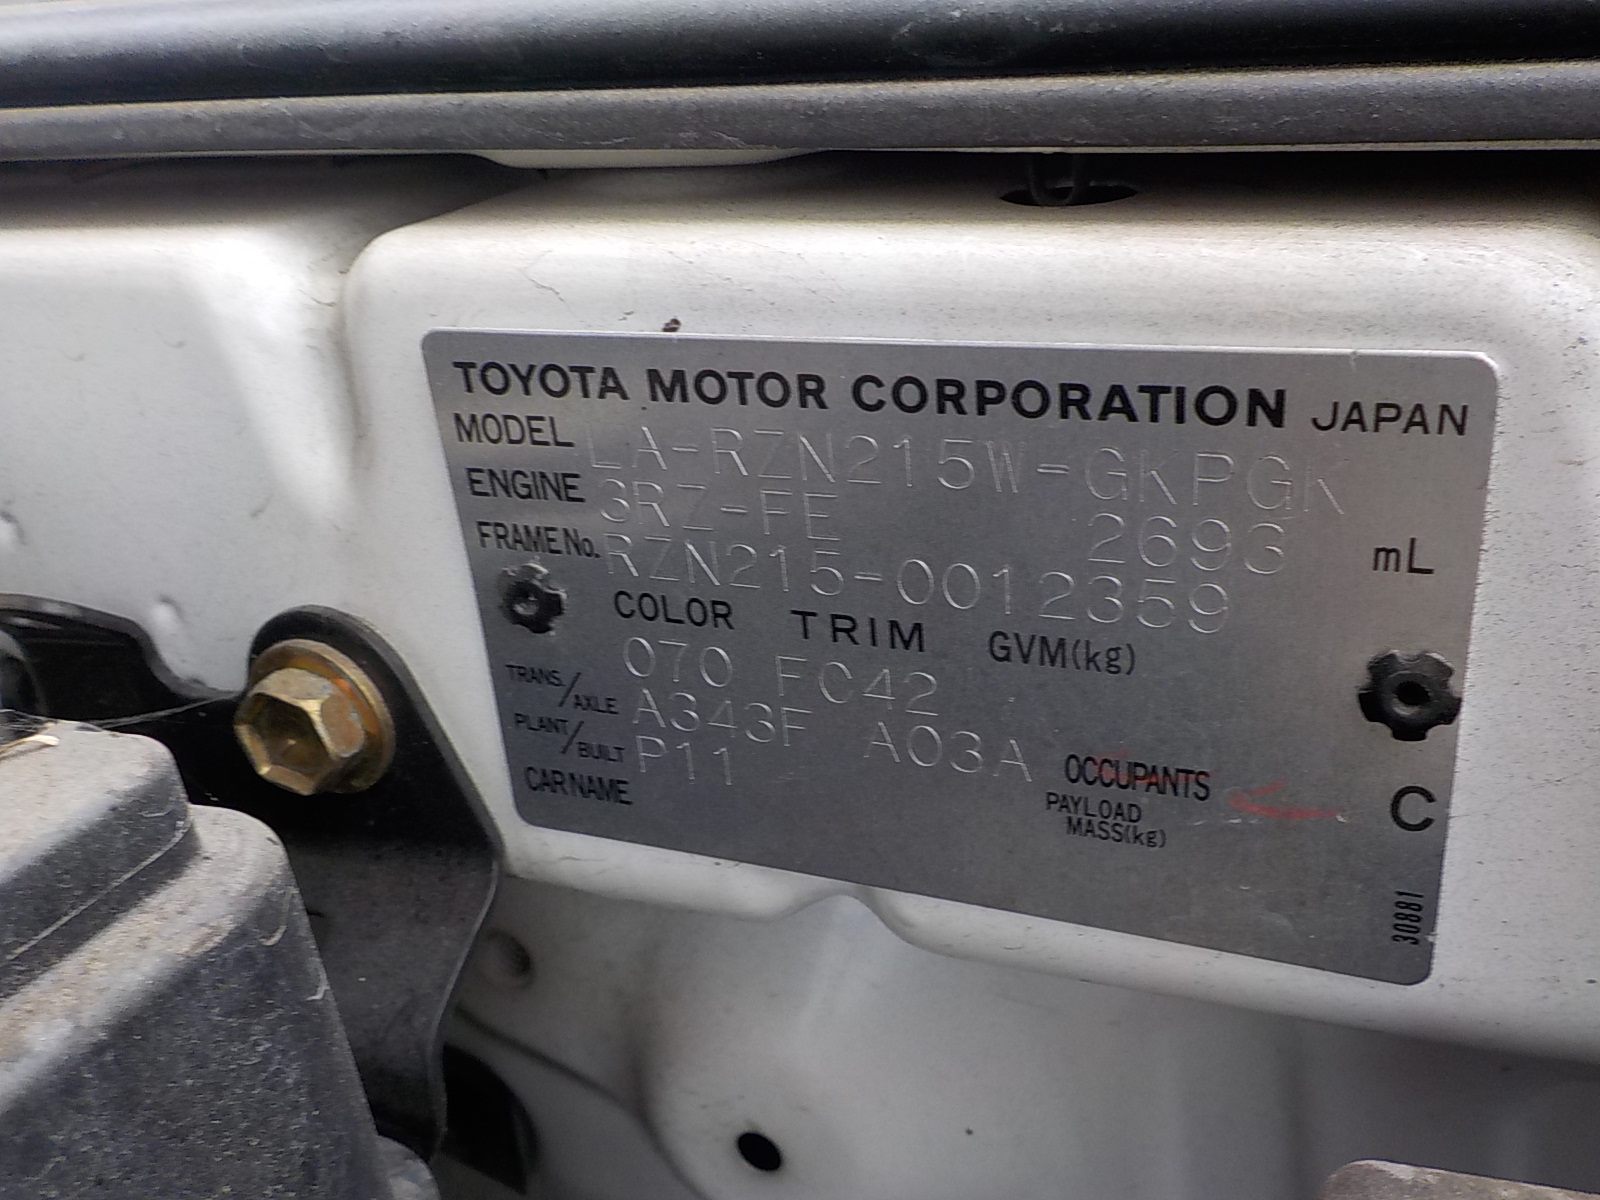 TOYOTA MOTOR CORPORATION JAPAN
MODEL LA-RZN215W-GKPGK
ENGINE 3RZ-FE 2693 mL
FRAME No. RZN215-0012359
COLOR TRIM GVM(kg)
070 FC42
TRANS./AXLE A343F A03A
PLANT/BUILT P11
OCCUPANTS
CAR NAME
PAYLOAD MASS(kg)
C
30881